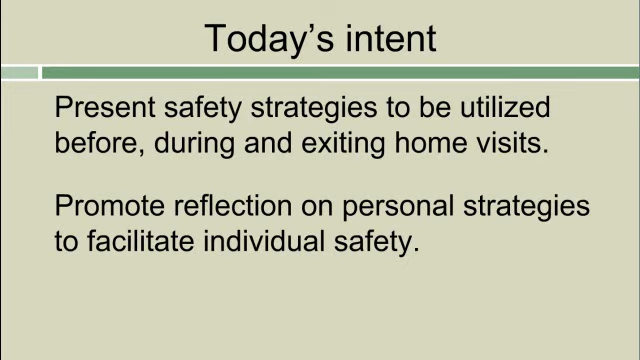 Today’s intent
Present safety strategies to be utilized
before, during and exiting home visits.
Promote reflection on personal strategies
to facilitate individual safety.